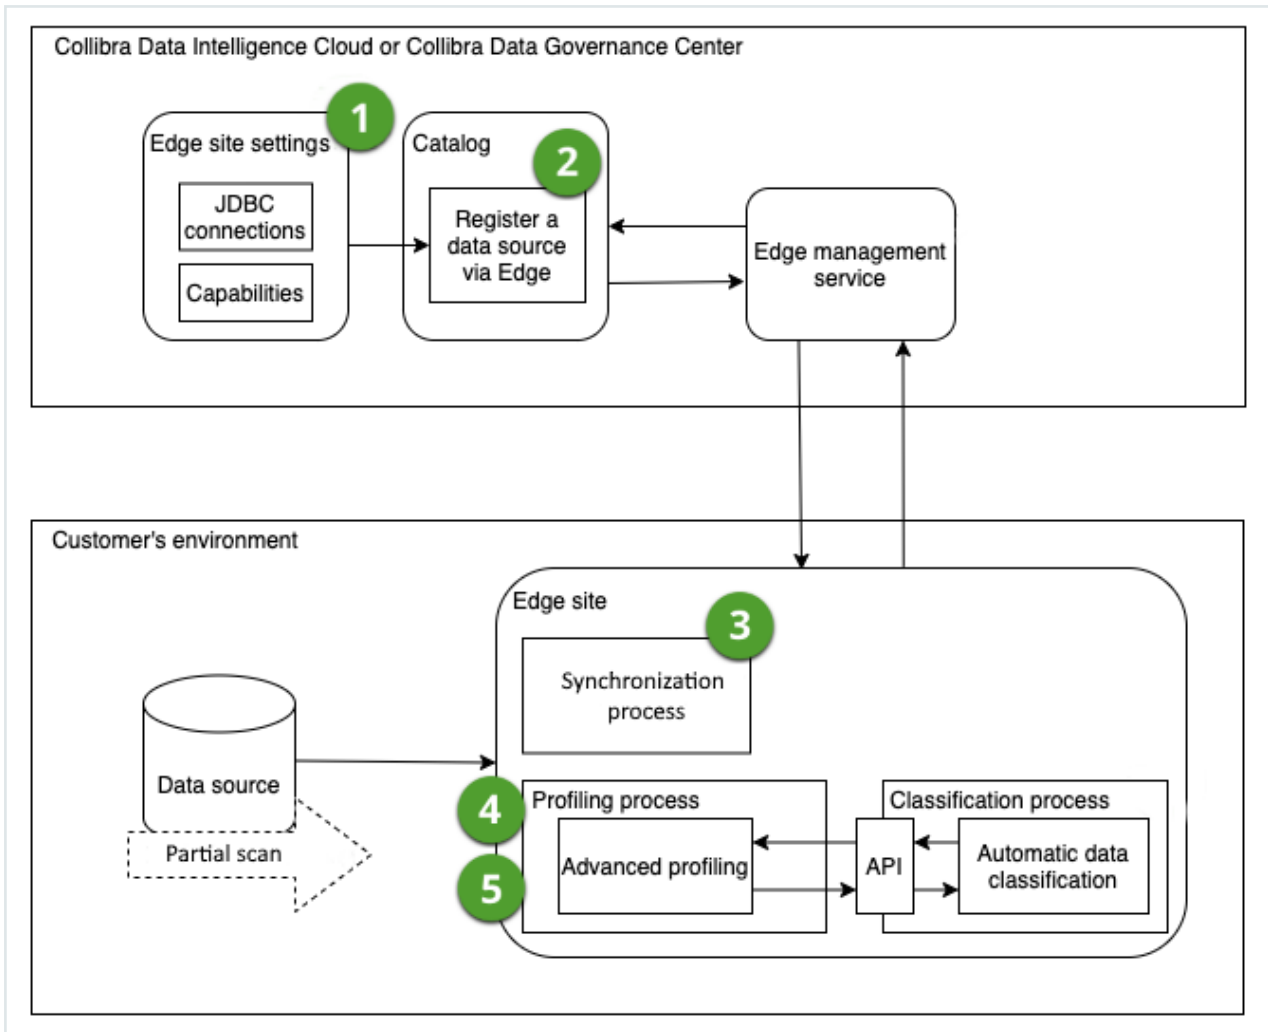 Collibra Data Intelligence Cloud or Collibra Data Governance Center
1
Edge site settings
JDBC
connections
Capabilities
Catalog
2
Register a
data source
via Edge
Edge management
service
Customer's environment
Edge site
3
Synchronization
process
Data source
Partial scan
4
Profiling process
5
Advanced profiling
API
Classification process
Automatic data
classification